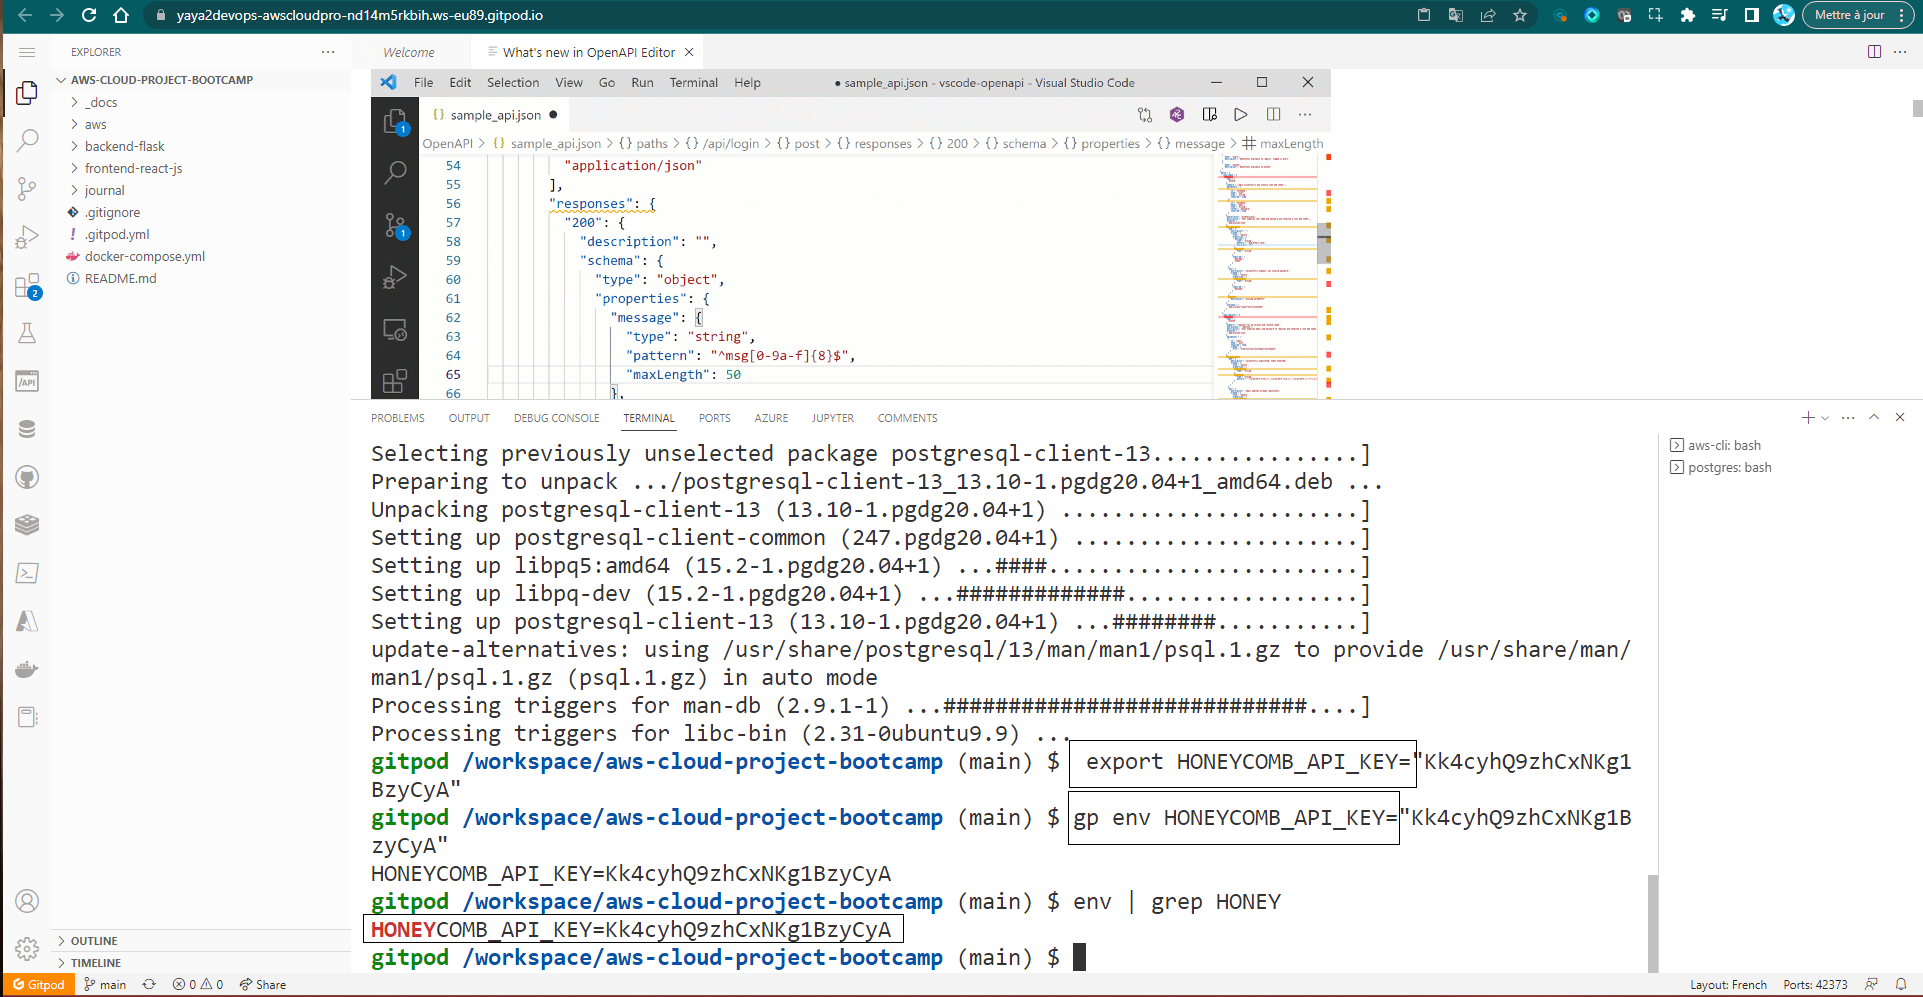 yaya2devops-awscloudpro-nd14m5rkbih.ws-eu89.gitpod.io
Mettre à jour
EXPLORER
Welcome
What's new in OpenAPI Editor
AWS-CLOUD-PROJECT-BOOTCAMP
_docs
aws
backend-flask
frontend-react-js
journal
.gitignore
.gitpod.yml
docker-compose.yml
README.md
File Edit Selection View Go Run Terminal Help
● sample_api.json - vscode-openapi - Visual Studio Code
{} sample_api.json ●
OpenAPI > {} sample_api.json > {} paths > {} /api/login > {} post > {} responses > {} 200 > {} schema > {} properties > {} message > maxLength
54 "application/json"
55 ],
56 "responses": {
57 "200": {
58 "description": "",
59 "schema": {
60 "type": "object",
61 "properties": {
62 "message": {
63 "type": "string",
64 "pattern": "^msg[0-9a-f]{8}$",
65 "maxLength": 50
66 },
PROBLEMS OUTPUT DEBUG CONSOLE TERMINAL PORTS AZURE JUPYTER COMMENTS
aws-cli: bash
postgres: bash
Selecting previously unselected package postgresql-client-13................]
Preparing to unpack .../postgresql-client-13_13.10-1.pgdg20.04+1_amd64.deb ...
Unpacking postgresql-client-13 (13.10-1.pgdg20.04+1) .......................]
Setting up postgresql-client-common (247.pgdg20.04+1) ......................]
Setting up libpq5:amd64 (15.2-1.pgdg20.04+1) ...####........................]
Setting up libpq-dev (15.2-1.pgdg20.04+1) ...#############..................]
Setting up postgresql-client-13 (13.10-1.pgdg20.04+1) ...########...........]
update-alternatives: using /usr/share/postgresql/13/man/man1/psql.1.gz to provide /usr/share/man/
man1/psql.1.gz (psql.1.gz) in auto mode
Processing triggers for man-db (2.9.1-1) ...############################....]
Processing triggers for libc-bin (2.31-0ubuntu9.9) ...
gitpod /workspace/aws-cloud-project-bootcamp (main) $ export HONEYCOMB_API_KEY="Kk4cyhQ9zhCxNKg1
BzyCyA"
gitpod /workspace/aws-cloud-project-bootcamp (main) $ gp env HONEYCOMB_API_KEY="Kk4cyhQ9zhCxNKg1B
zyCyA"
HONEYCOMB_API_KEY=Kk4cyhQ9zhCxNKg1BzyCyA
gitpod /workspace/aws-cloud-project-bootcamp (main) $ env | grep HONEY
HONEYCOMB_API_KEY=Kk4cyhQ9zhCxNKg1BzyCyA
gitpod /workspace/aws-cloud-project-bootcamp (main) $
OUTLINE
TIMELINE
Gitpod main 0 0 Share
Layout: French Ports: 42373